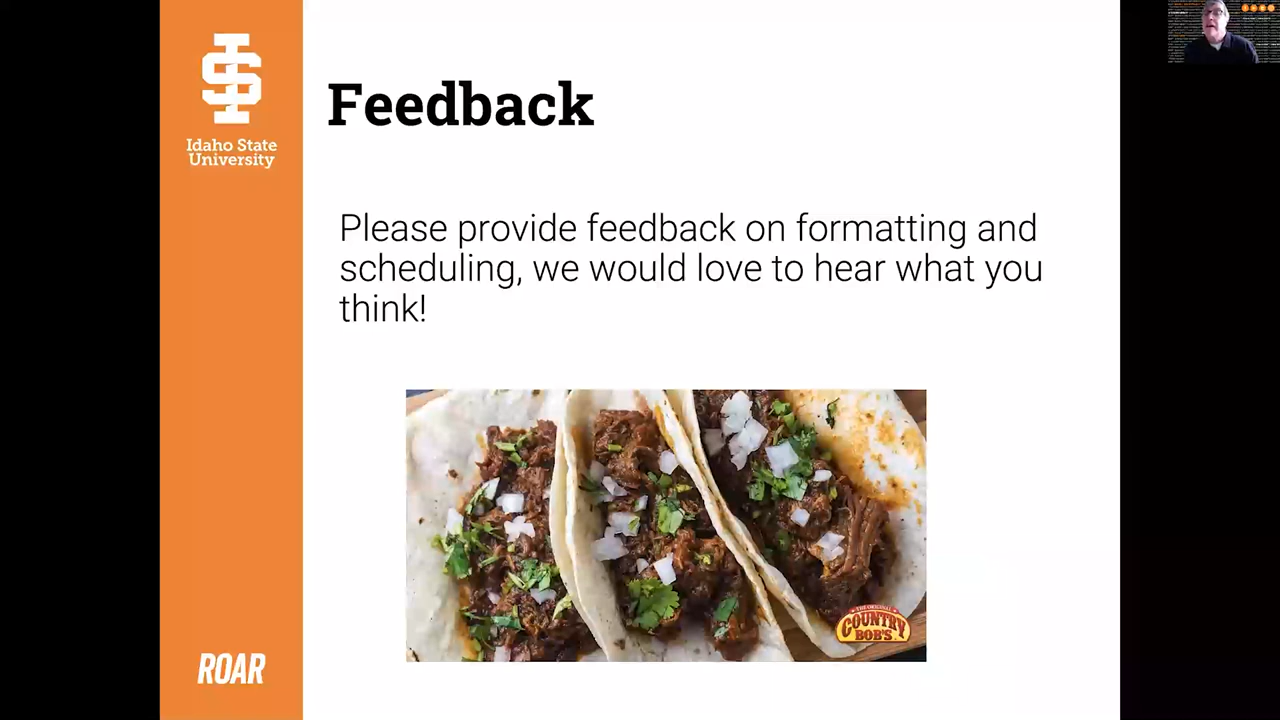 Idaho State
University
Feedback
Please provide feedback on formatting and
scheduling, we would love to hear what you
think!
THE ORIGINAL
COUNTRY
BOB'S
ROAR